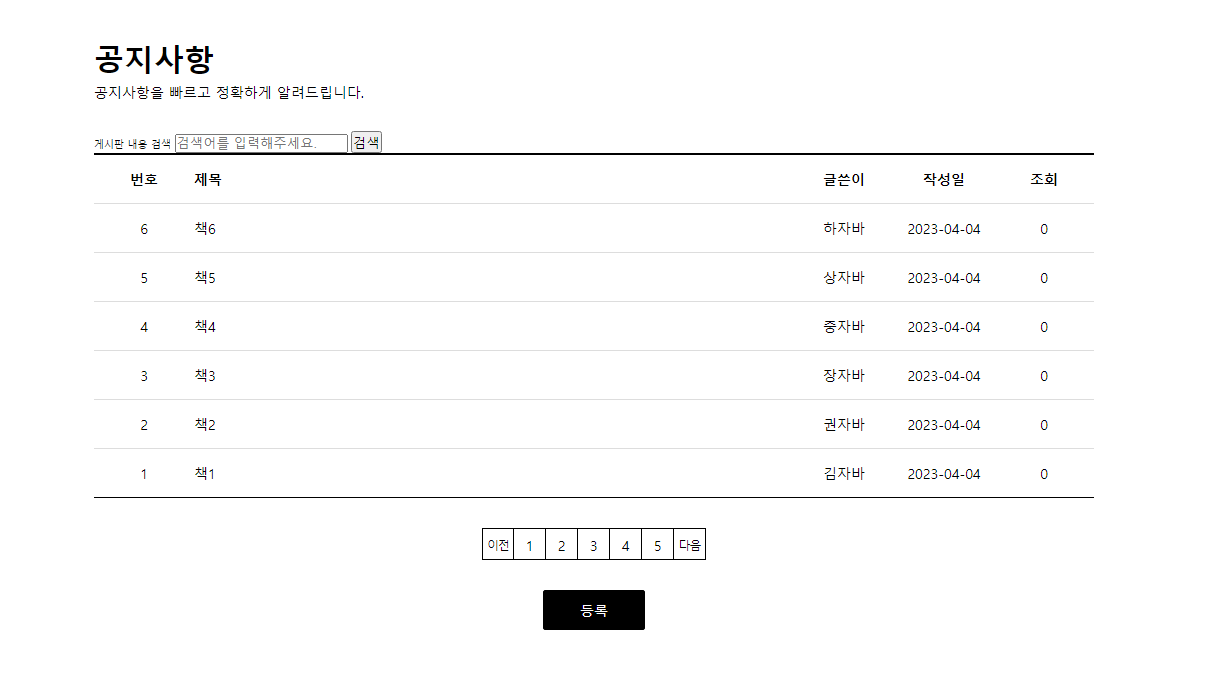 공지사항
공지사항을 빠르고 정확하게 알려드립니다.
게시판 내용 검색 검색어를 입력해주세요. 검색
번호 제목 글쓴이 작성일 조회
6 책6 하자바 2023-04-04 0
5 책5 상자바 2023-04-04 0
4 책4 중자바 2023-04-04 0
3 책3 장자바 2023-04-04 0
2 책2 권자바 2023-04-04 0
1 책1 김자바 2023-04-04 0
이전 1 2 3 4 5 다음
등록